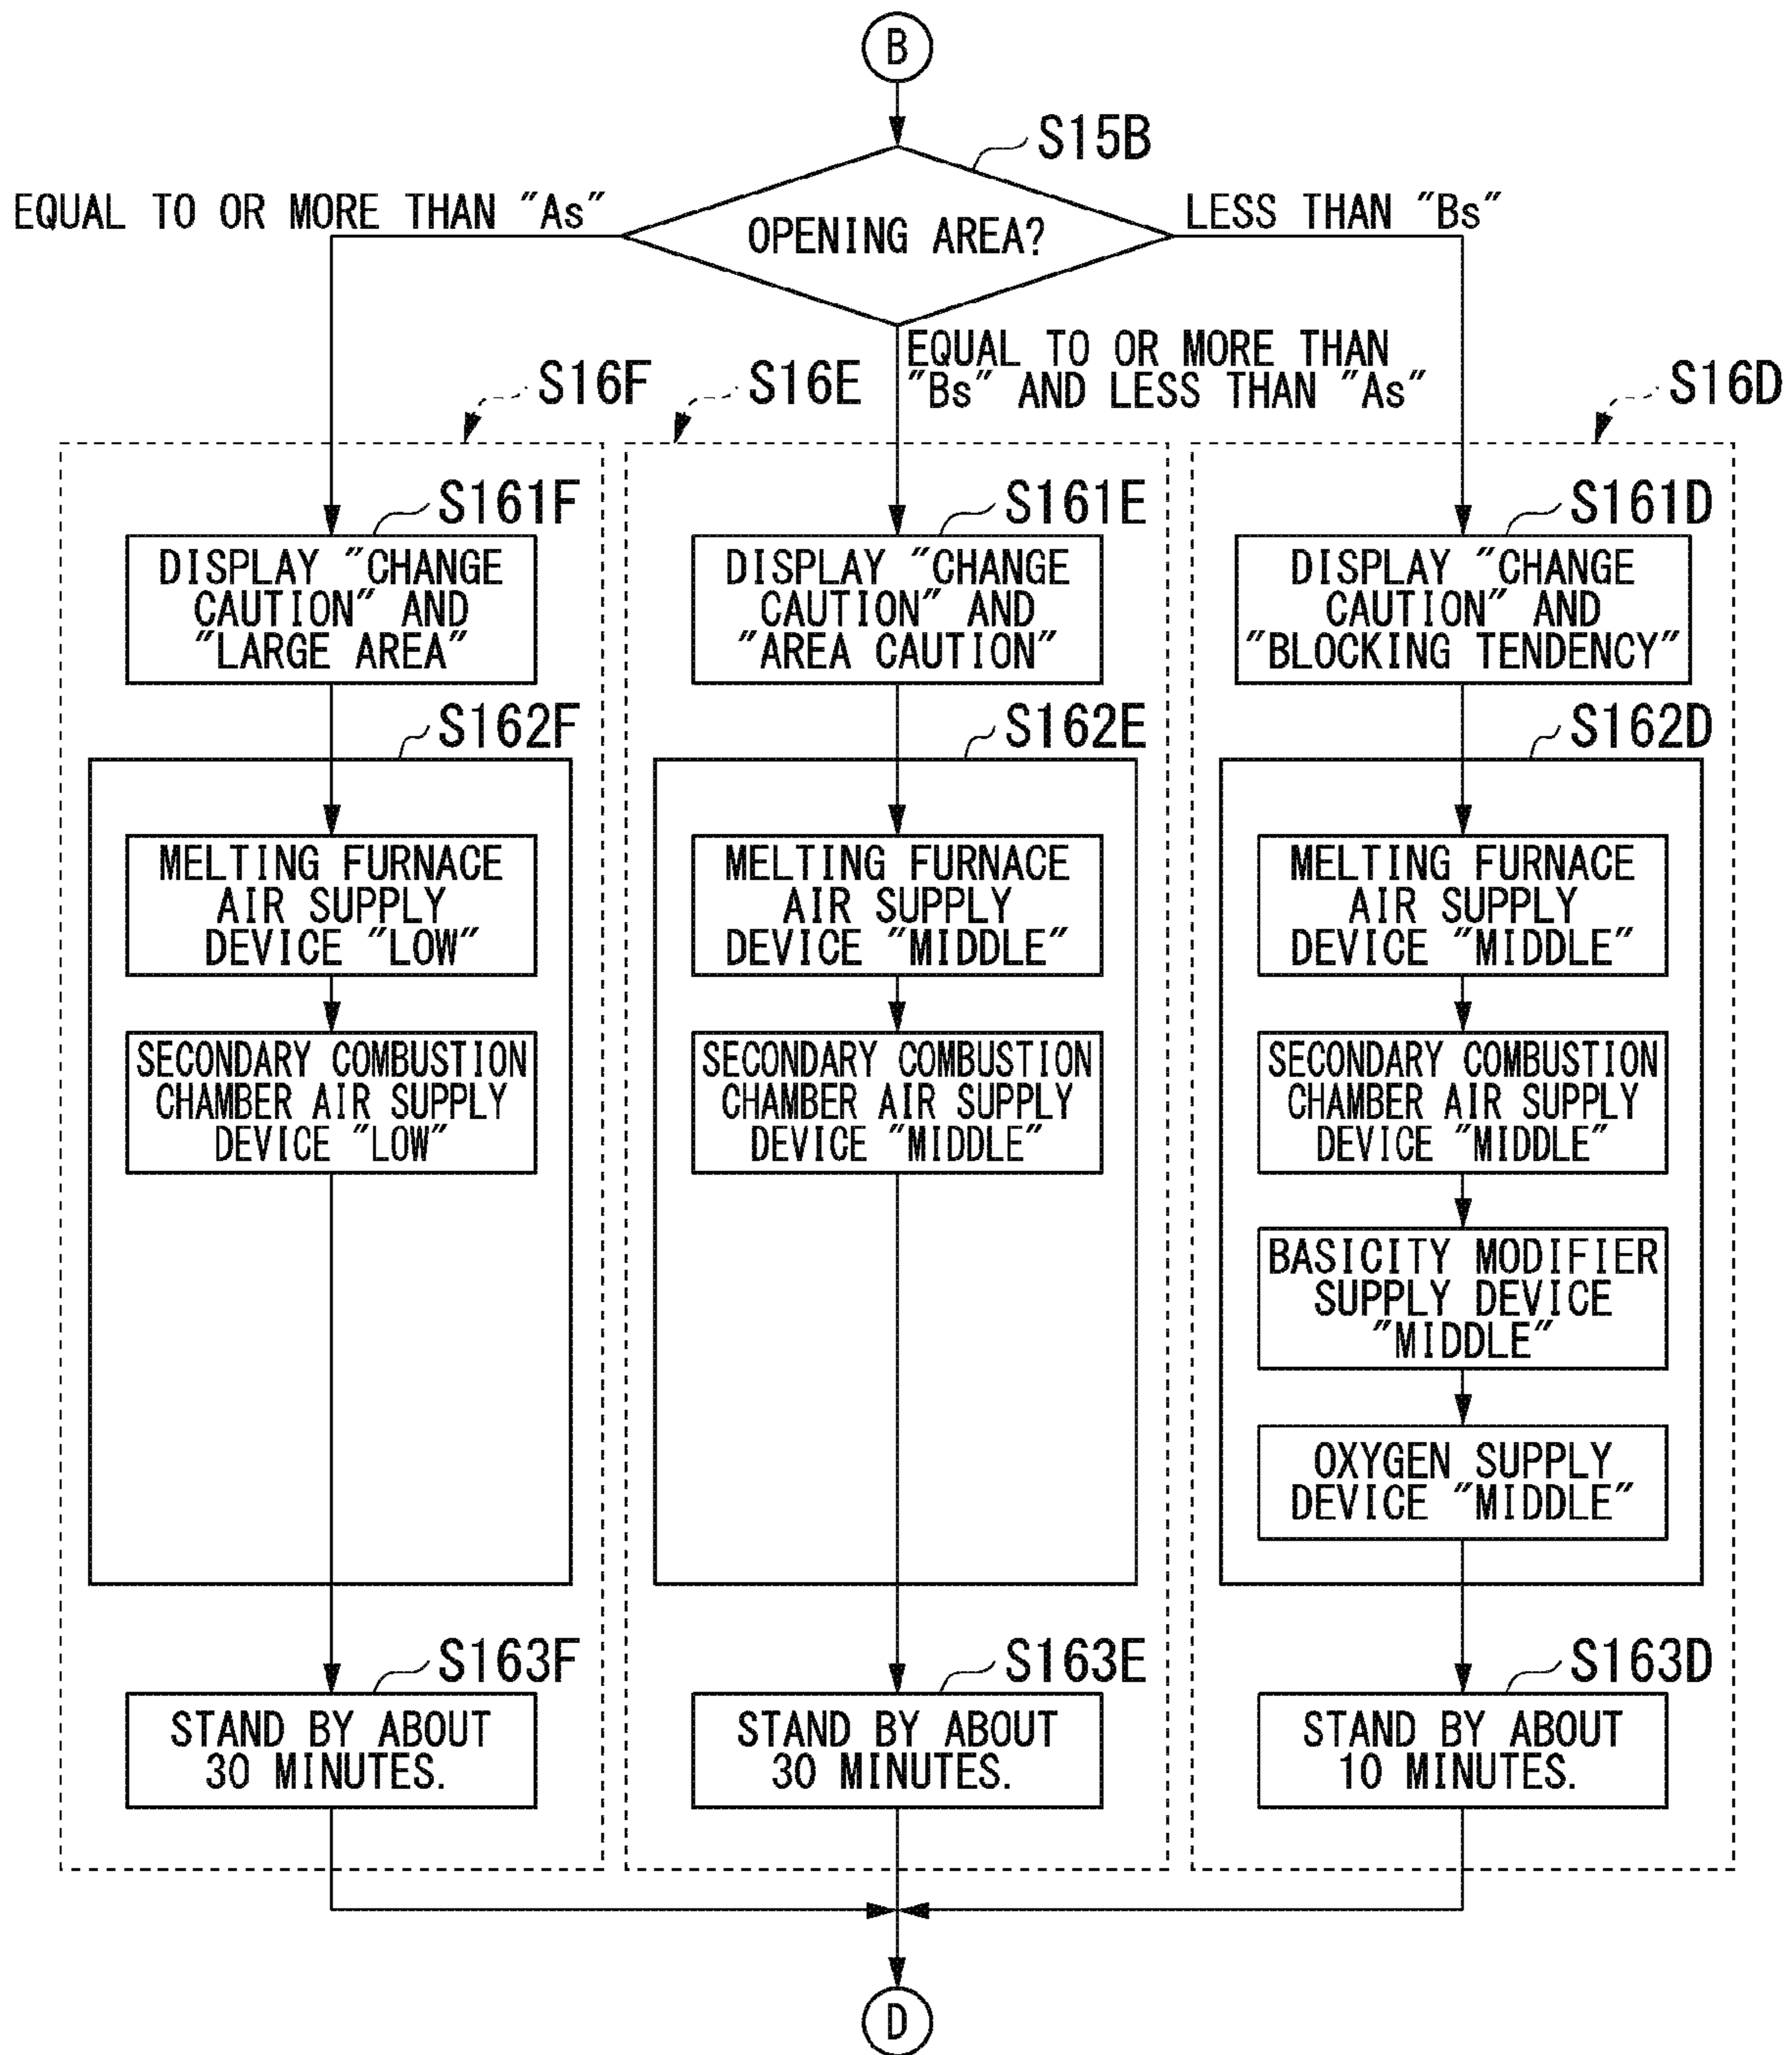 B
S15B
EQUAL TO OR MORE THAN "As"
OPENING AREA?
LESS THAN "Bs"
EQUAL TO OR MORE THAN
"Bs" AND LESS THAN "As"
S16F
S16E
S16D
S161F
DISPLAY "CHANGE
CAUTION" AND
"LARGE AREA"
S162F
MELTING FURNACE
AIR SUPPLY
DEVICE "LOW"
SECONDARY COMBUSTION
CHAMBER AIR SUPPLY
DEVICE "LOW"
S163F
STAND BY ABOUT
30 MINUTES.
S161E
DISPLAY "CHANGE
CAUTION" AND
"AREA CAUTION"
S162E
MELTING FURNACE
AIR SUPPLY
DEVICE "MIDDLE"
SECONDARY COMBUSTION
CHAMBER AIR SUPPLY
DEVICE "MIDDLE"
S163E
STAND BY ABOUT
30 MINUTES.
S161D
DISPLAY "CHANGE
CAUTION" AND
"BLOCKING TENDENCY"
S162D
MELTING FURNACE
AIR SUPPLY
DEVICE "MIDDLE"
SECONDARY COMBUSTION
CHAMBER AIR SUPPLY
DEVICE "MIDDLE"
BASICITY MODIFIER
SUPPLY DEVICE
"MIDDLE"
OXYGEN SUPPLY
DEVICE "MIDDLE"
S163D
STAND BY ABOUT
10 MINUTES.
D